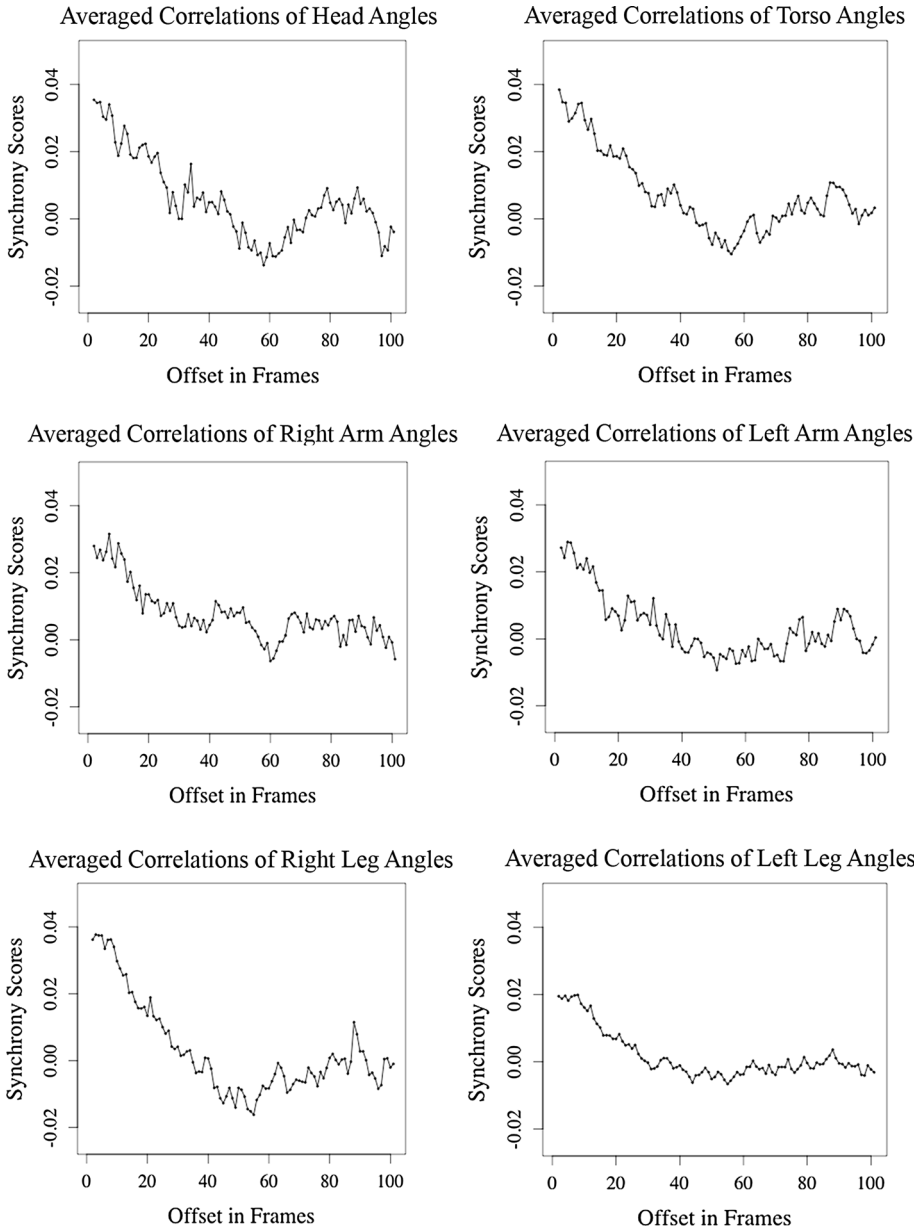 Averaged Correlations of Head Angles
Synchrony Scores
0.04
0.02
0.00
-0.02
0 20 40 60 80 100
Offset in Frames
Averaged Correlations of Torso Angles
Synchrony Scores
0.04
0.02
0.00
-0.02
0 20 40 60 80 100
Offset in Frames
Averaged Correlations of Right Arm Angles
Synchrony Scores
0.04
0.02
0.00
-0.02
0 20 40 60 80 100
Offset in Frames
Averaged Correlations of Left Arm Angles
Synchrony Scores
0.04
0.02
0.00
-0.02
0 20 40 60 80 100
Offset in Frames
Averaged Correlations of Right Leg Angles
Synchrony Scores
0.04
0.02
0.00
-0.02
0 20 40 60 80 100
Offset in Frames
Averaged Correlations of Left Leg Angles
Synchrony Scores
0.04
0.02
0.00
-0.02
0 20 40 60 80 100
Offset in Frames